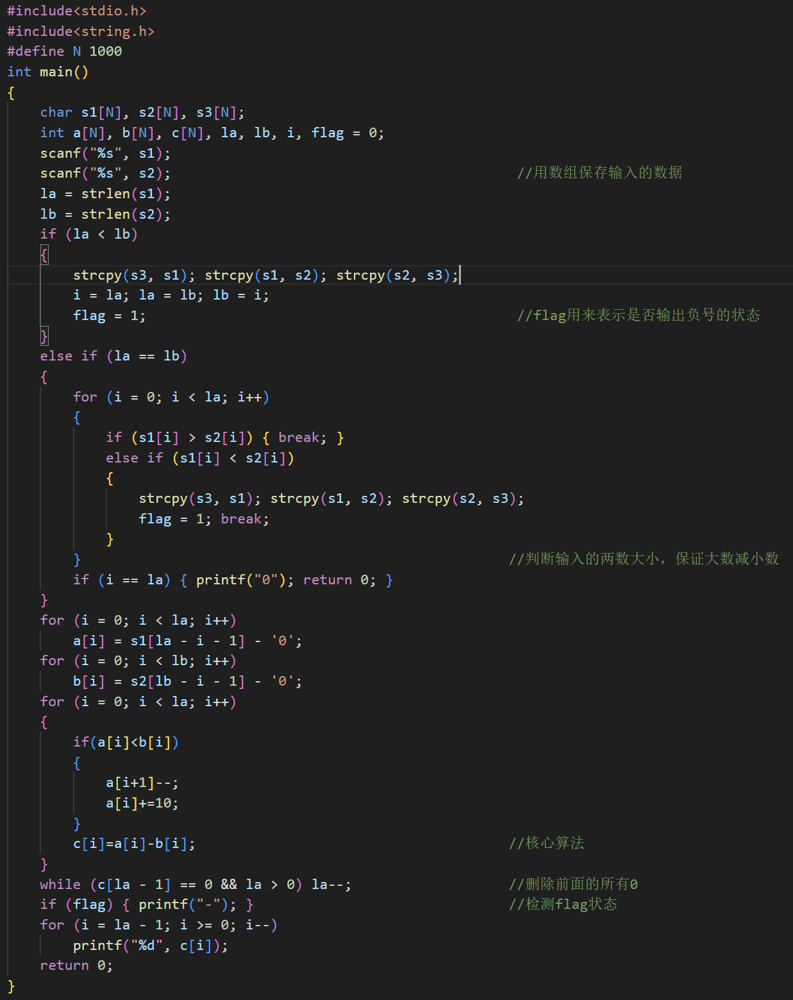 #include<stdio.h>
#include<string.h>
#define N 1000
int main()
{
    char s1[N], s2[N], s3[N];
    int a[N], b[N], c[N], la, lb, i, flag = 0;
    scanf("%s", s1);
    scanf("%s", s2);                                          //用数组保存输入的数据
    la = strlen(s1);
    lb = strlen(s2);
    if (la < lb)
    {
        strcpy(s3, s1); strcpy(s1, s2); strcpy(s2, s3);
        i = la; la = lb; lb = i;
        flag = 1;                                             //flag用来表示是否输出负号的状态
    }
    else if (la == lb)
    {
        for (i = 0; i < la; i++)
        {
            if (s1[i] > s2[i]) { break; }
            else if (s1[i] < s2[i])
            {
                strcpy(s3, s1); strcpy(s1, s2); strcpy(s2, s3);
                flag = 1; break;
            }
        }                                                    //判断输入的两数大小，保证大数减小数
        if (i == la) { printf("0"); return 0; }
    }
    for (i = 0; i < la; i++)
        a[i] = s1[la - i - 1] - '0';
    for (i = 0; i < lb; i++)
        b[i] = s2[lb - i - 1] - '0';
    for (i = 0; i < la; i++)
    {
        if(a[i]<b[i])
        {
            a[i+1]--;
            a[i]+=10;
        }
        c[i]=a[i]-b[i];                                      //核心算法
    }
    while (c[la - 1] == 0 && la > 0) la--;                   //删除前面的所有0
    if (flag) { printf("-"); }                               //检测flag状态
    for (i = la - 1; i >= 0; i--)
        printf("%d", c[i]);
    return 0;
}